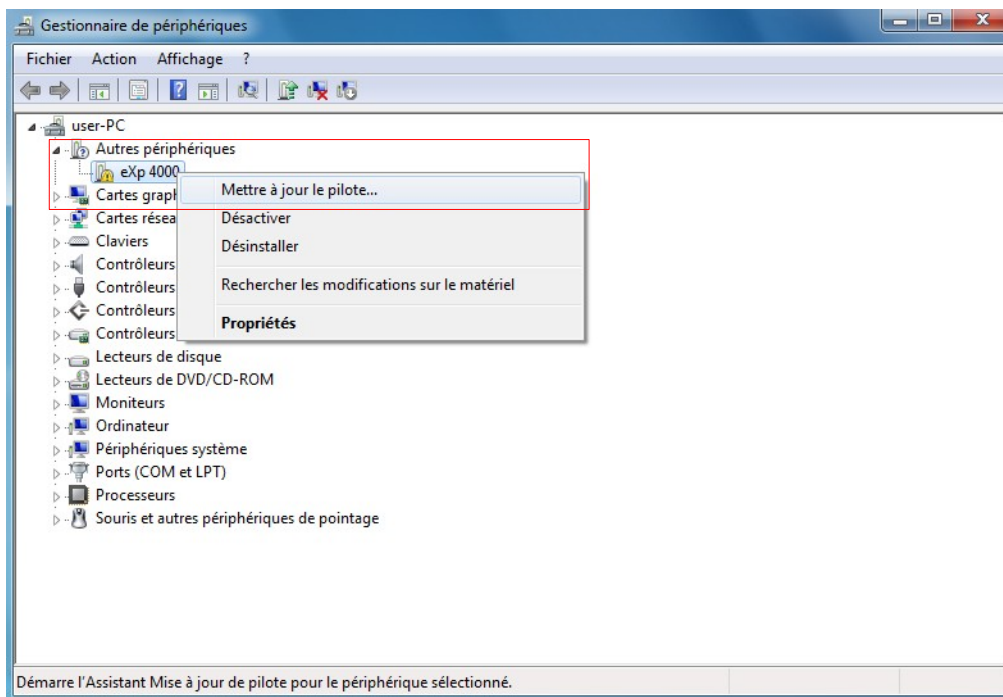 Gestionnaire de périphériques
Fichier Action Affichage ?
user-PC
Autres périphériques
eXp 4000
Mettre à jour le pilote...
Cartes grap
Cartes résea
Désactiver
Claviers
Désinstaller
Contrôleurs
Contrôleurs
Rechercher les modifications sur le matériel
Contrôleurs
Contrôleurs
Propriétés
Lecteurs de disque
Lecteurs de DVD/CD-ROM
Moniteurs
Ordinateur
Périphériques système
Ports (COM et LPT)
Processeurs
Souris et autres périphériques de pointage
Démarre l'Assistant Mise à jour de pilote pour le périphérique sélectionné.